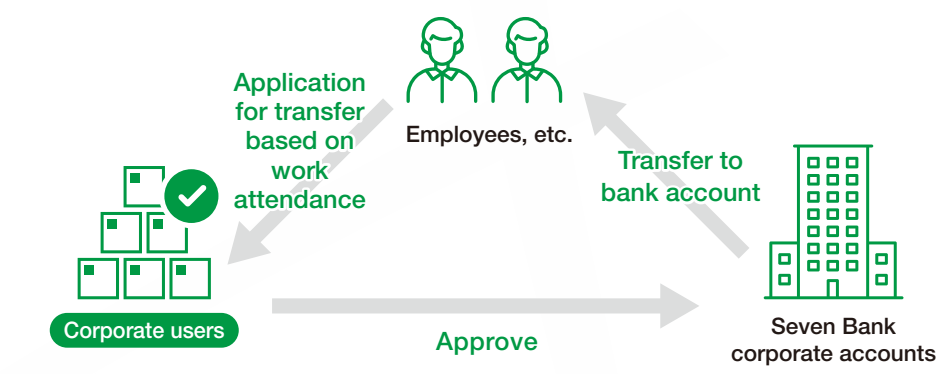 Application
for transfer
based on
work
attendance
Employees, etc.
Transfer to
bank account
Corporate users
Approve
Seven Bank
corporate accounts